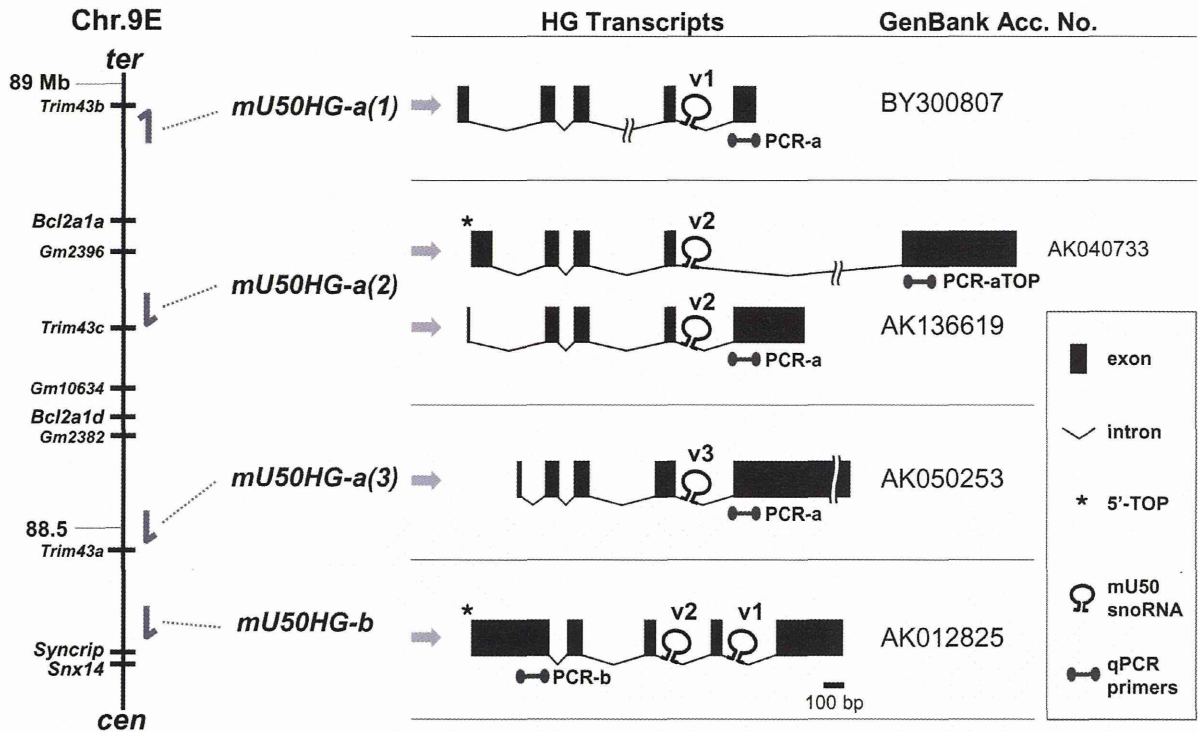 Chr.9E
HG Transcripts
GenBank Acc. No.
ter
89 Mb
Trim43b
mU50HG-a(1)
v1
BY300807
PCR-a
Bcl2a1a
Gm2396
mU50HG-a(2)
*
v2
AK040733
PCR-aTOP
Trim43c
v2
AK136619
PCR-a
Gm10634
Bcl2a1d
Gm2382
mU50HG-a(3)
v3
AK050253
PCR-a
88.5
Trim43a
mU50HG-b
*
v2
v1
AK012825
PCR-b
100 bp
Syncrip
Snx14
cen
exon
intron
* 5'-TOP
mU50
snoRNA
qPCR
primers